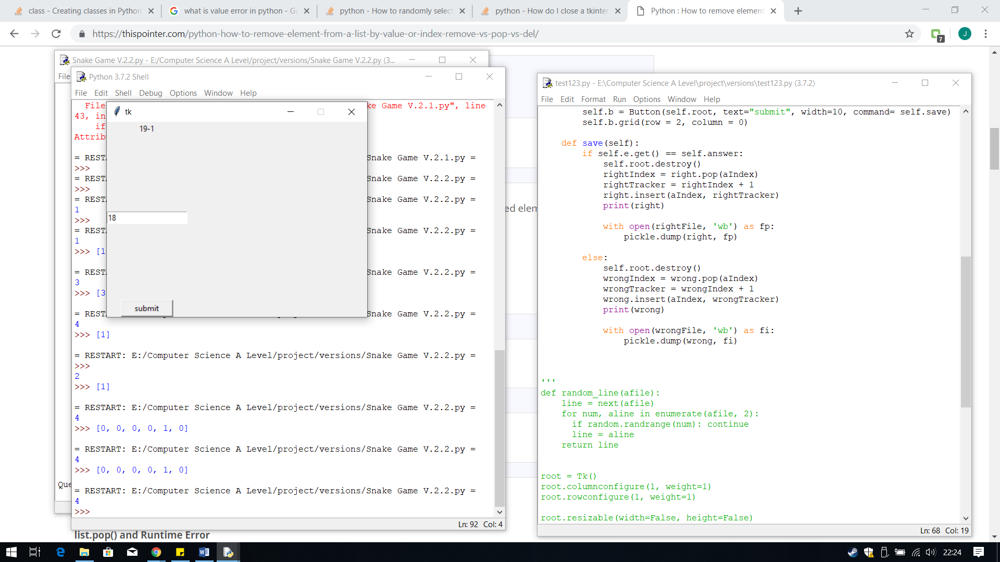 class - Creating classes in Python
what is value error in python - Go
python - How to randomly select
python - How do I close a tkinter
Python : How to remove element
https://thispointer.com/python-how-to-remove-element-from-a-list-by-value-or-index-remove-vs-pop-vs-del/
7
J
Snake Game V.2.2.py - E:/Computer Science A Level/project/versions/Snake Game V.2.2.py (3...
File
Python 3.7.2 Shell
File Edit Shell Debug Options Window Help
File
ke Game V.2.1.py", line
43, in
if
Attrib
= REST
Snake Game V.2.1.py =
>>>
= REST
Snake Game V.2.2.py =
>>>
= REST
Snake Game V.2.2.py =
1
>>>
= REST
Snake Game V.2.2.py =
1
>>> [1
= REST
Snake Game V.2.2.py =
3
>>> [3
= REST
Snake Game V.2.2.py =
4
>>> [1]
= RESTART: E:/Computer Science A Level/project/versions/Snake Game V.2.2.py =
>>>
2
>>> [1]
= RESTART: E:/Computer Science A Level/project/versions/Snake Game V.2.2.py =
4
>>> [0, 0, 0, 0, 1, 0]
= RESTART: E:/Computer Science A Level/project/versions/Snake Game V.2.2.py =
4
>>> [0, 0, 0, 0, 1, 0]
= RESTART: E:/Computer Science A Level/project/versions/Snake Game V.2.2.py =
4
>>>
Ln: 92 Col: 4
Que
tk
19-1
18
submit
ed elem
list.pop() and Runtime Error
test123.py - E:\Computer Science A Level\project\versions\test123.py (3.7.2)
File Edit Format Run Options Window Help
self.b = Button(self.root, text="submit", width=10, command= self.save)
self.b.grid(row = 2, column = 0)
def save(self):
if self.e.get() == self.answer:
self.root.destroy()
rightIndex = right.pop(aIndex)
rightTracker = rightIndex + 1
right.insert(aIndex, rightTracker)
print(right)
with open(rightFile, 'wb') as fp:
pickle.dump(right, fp)
else:
self.root.destroy()
wrongIndex = wrong.pop(aIndex)
wrongTracker = wrongIndex + 1
wrong.insert(aIndex, wrongTracker)
print(wrong)
with open(wrongFile, 'wb') as fi:
pickle.dump(wrong, fi)
'''
def random_line(afile):
line = next(afile)
for num, aline in enumerate(afile, 2):
if random.randrange(num): continue
line = aline
return line
root = Tk()
root.columnconfigure(1, weight=1)
root.rowconfigure(1, weight=1)
root.resizable(width=False, height=False)
Ln: 68 Col: 19
22:24